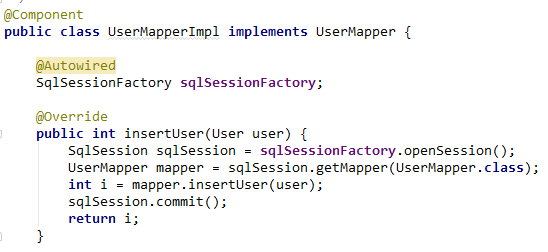 @Component
public class UserMapperImpl implements UserMapper {
@Autowired
SqlSessionFactory sqlSessionFactory;
@Override
public int insertUser(User user) {
SqlSession sqlSession = sqlSessionFactory.openSession();
UserMapper mapper = sqlSession.getMapper(UserMapper.class);
int i = mapper.insertUser(user);
sqlSession.commit();
return i;
}